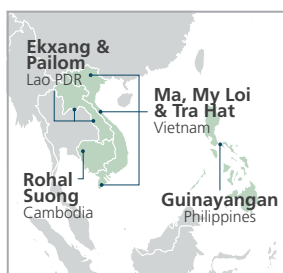 Ekxang &
Pailom
Lao PDR
Ma, My Loi
& Tra Hat
Vietnam
Rohal
Suong
Cambodia
Guinayangan
Philippines